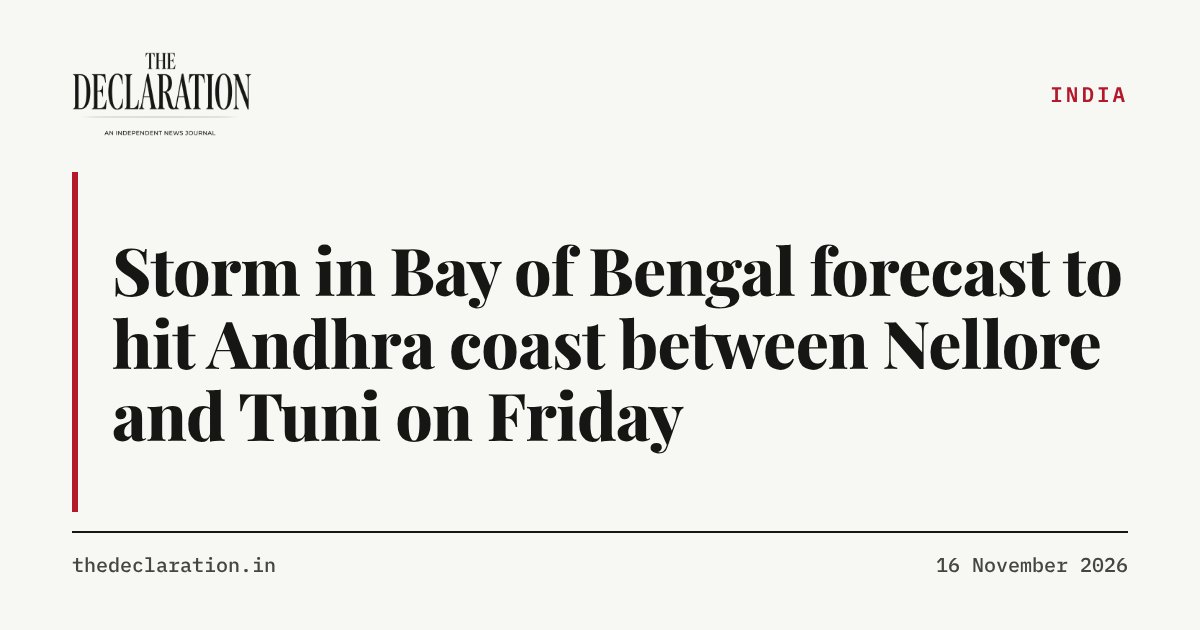 THE
DECLARATION
AN INDEPENDENT NEWS JOURNAL
INDIA
Storm in Bay of Bengal forecast to
hit Andhra coast between Nellore
and Tuni on Friday
thedeclaration.in
16 November 2026